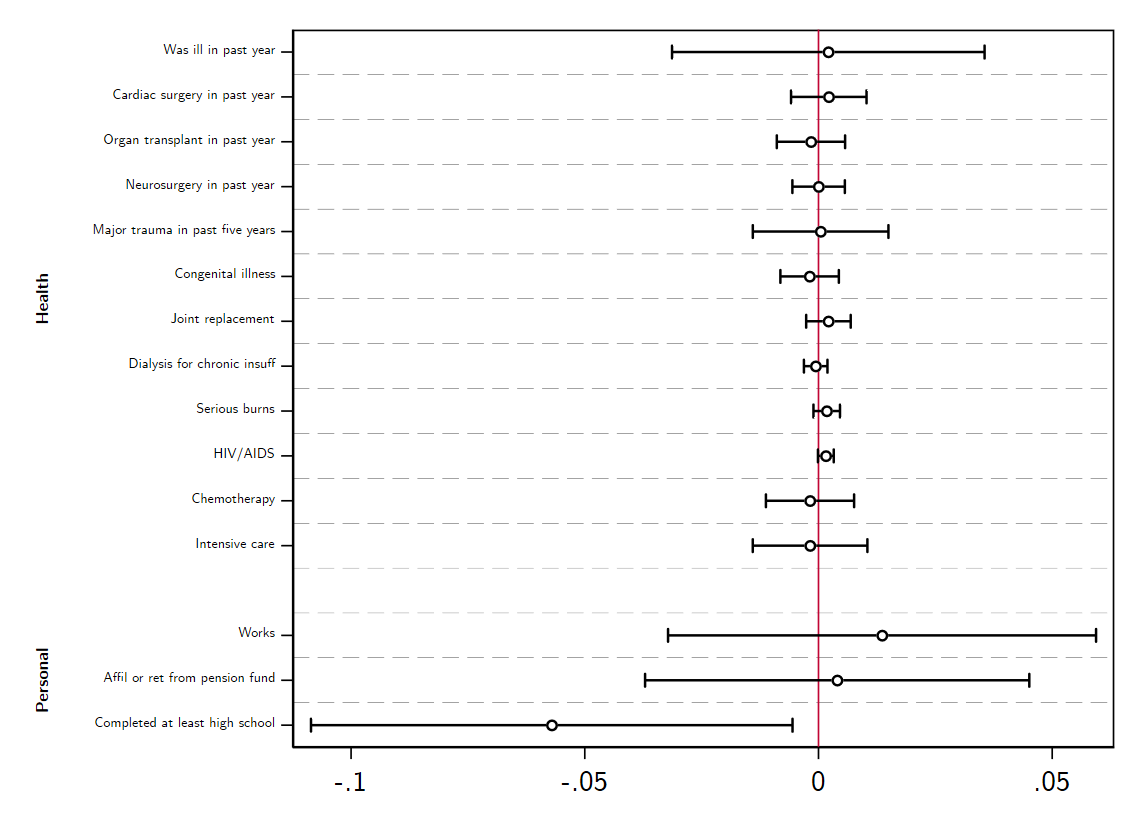 Was ill in past year
Cardiac surgery in past year
Organ transplant in past year
Neurosurgery in past year
Major trauma in past five years
Congenital illness
Health
Joint replacement
Dialysis for chronic insuff
Serious burns
HIV/AIDS
Chemotherapy
Intensive care
Works
Personal
Affil or ret from pension fund
Completed at least high school
-.1 -.05 0 .05